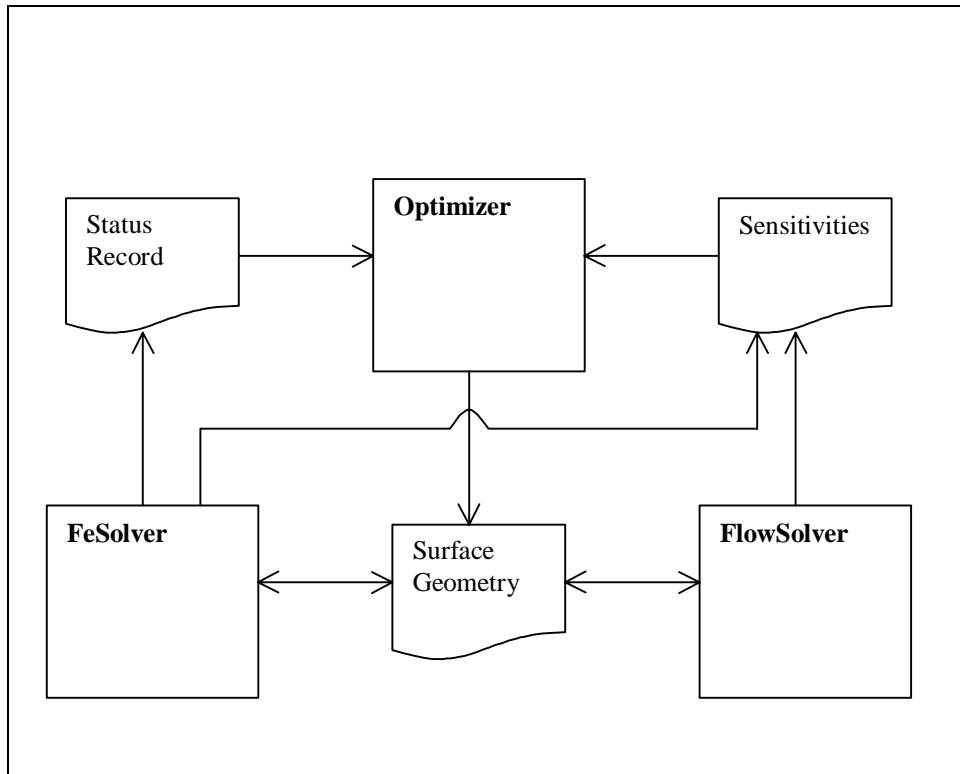 Status
Record
Optimizer
Sensitivities
FeSolver
Surface
Geometry
FlowSolver